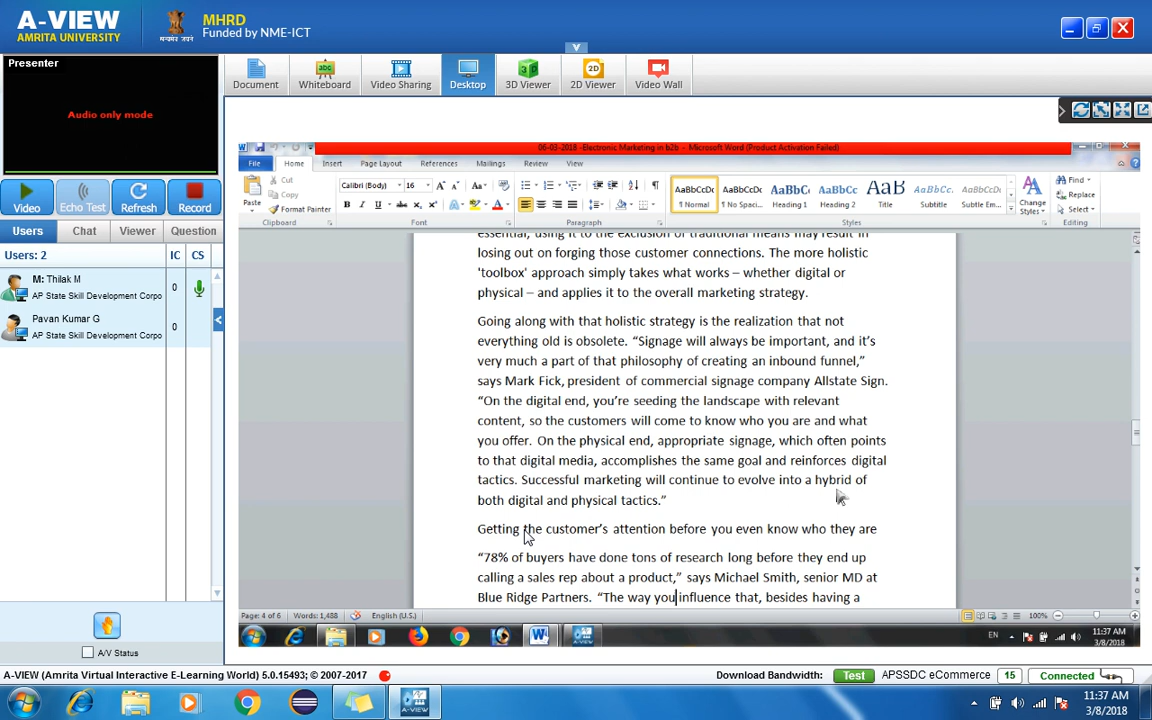 A-VIEW
AMRITA UNIVERSITY
MHRD
Funded by NME-ICT
Presenter
Audio only mode
Document
Whiteboard
Video Sharing
Desktop
3D Viewer
2D Viewer
Video Wall
Video
Echo Test
Refresh
Record
Users
Chat
Viewer
Question
Users: 2
IC
CS
M: Thilak M
AP State Skill Development Corpo
0
Pavan Kumar G
AP State Skill Development Corpo
0
A/V Status
06-03-2018 -Electronic Marketing in b2b - Microsoft Word (Product Activation Failed)
File
Home
Insert
Page Layout
References
Mailings
Review
View
Paste
Cut
Copy
Format Painter
Clipboard
Calibri (Body)
16
Font
Paragraph
AaBbCcDc
¶ Normal
AaBbCcDc
¶ No Spaci...
AaBbC
Heading 1
AaBbCc
Heading 2
AaB
Title
AaBbCc.
Subtitle
AaBbCcDc
Subtle Em...
Change
Styles
Styles
Find
Replace
Select
Editing
essential, using it to the exclusion of traditional means may result in
losing out on forging those customer connections. The more holistic
'toolbox' approach simply takes what works – whether digital or
physical – and applies it to the overall marketing strategy.
Going along with that holistic strategy is the realization that not
everything old is obsolete. “Signage will always be important, and it’s
very much a part of that philosophy of creating an inbound funnel,”
says Mark Fick, president of commercial signage company Allstate Sign.
“On the digital end, you’re seeding the landscape with relevant
content, so the customers will come to know who you are and what
you offer. On the physical end, appropriate signage, which often points
to that digital media, accomplishes the same goal and reinforces digital
tactics. Successful marketing will continue to evolve into a hybrid of
both digital and physical tactics.”
Getting the customer’s attention before you even know who they are
“78% of buyers have done tons of research long before they end up
calling a sales rep about a product,” says Michael Smith, senior MD at
Blue Ridge Partners. “The way you influence that, besides having a
Page: 4 of 6
Words: 1,488
English (U.S.)
100%
EN
11:37 AM
3/8/2018
A-VIEW (Amrita Virtual Interactive E-Learning World) 5.0.15493; © 2007-2017
Download Bandwidth:
Test
APSSDC eCommerce
15
Connected
11:37 AM
3/8/2018